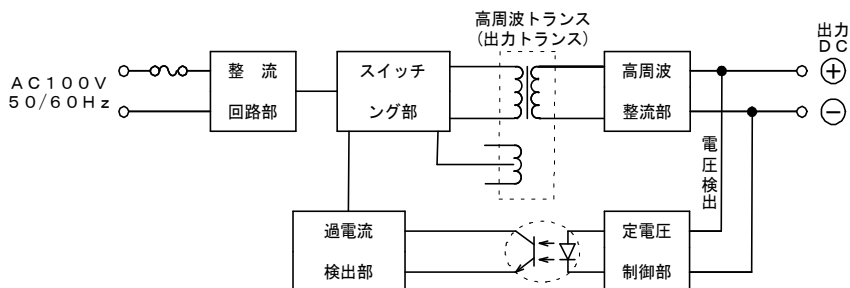 高周波トランス
(出力トランス)
出力
DC
ＡＣ１００Ｖ
５０/６０Ｈｚ
整　流
回路部
スイッチ
ング部
高周波
整流部
＋
－
電圧検出
過電流
検出部
定電圧
制御部